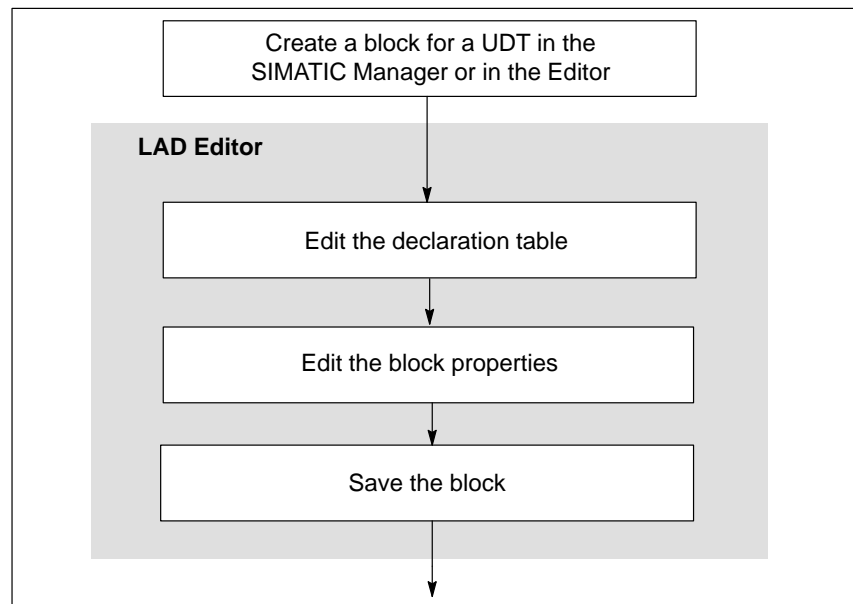 Create a block for a UDT in the
SIMATIC Manager or in the Editor
LAD Editor
Edit the declaration table
Edit the block properties
Save the block